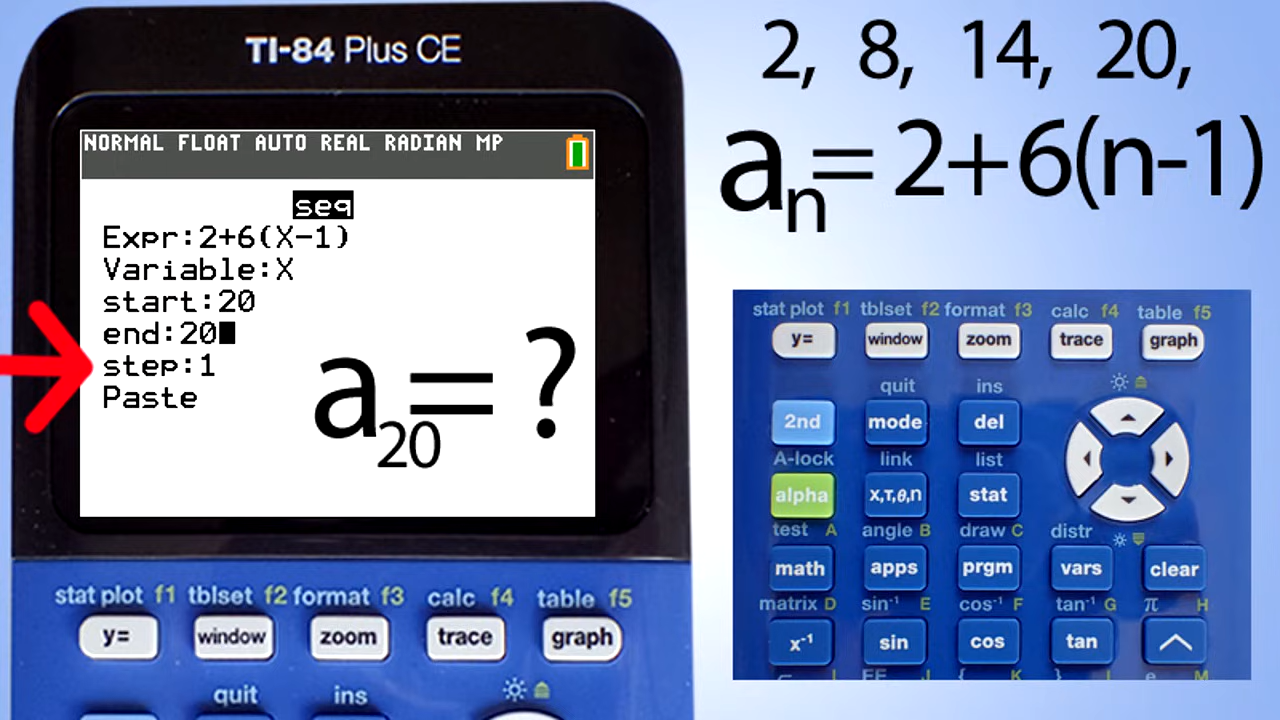 TI-84 Plus CE
NORMAL FLOAT AUTO REAL RADIAN MP
seq
Expr:2+6(X-1)
Variable:X
start:20
end:20
step:1
Paste
a20=?
stat plot f1 tblset f2 format f3 calc f4 table f5
y= window zoom trace graph
quit ins
2, 8, 14, 20,
an=2+6(n-1)
stat plot f1 tblset f2 format f3 calc f4 table f5
y= window zoom trace graph
quit ins
2nd mode del
A-lock link list
alpha X,T,θ,n stat
test A angle B draw C distr
math apps prgm vars clear
matrix D sin⁻¹ E cos⁻¹ F tan⁻¹ G π H
x⁻¹ sin cos tan ^